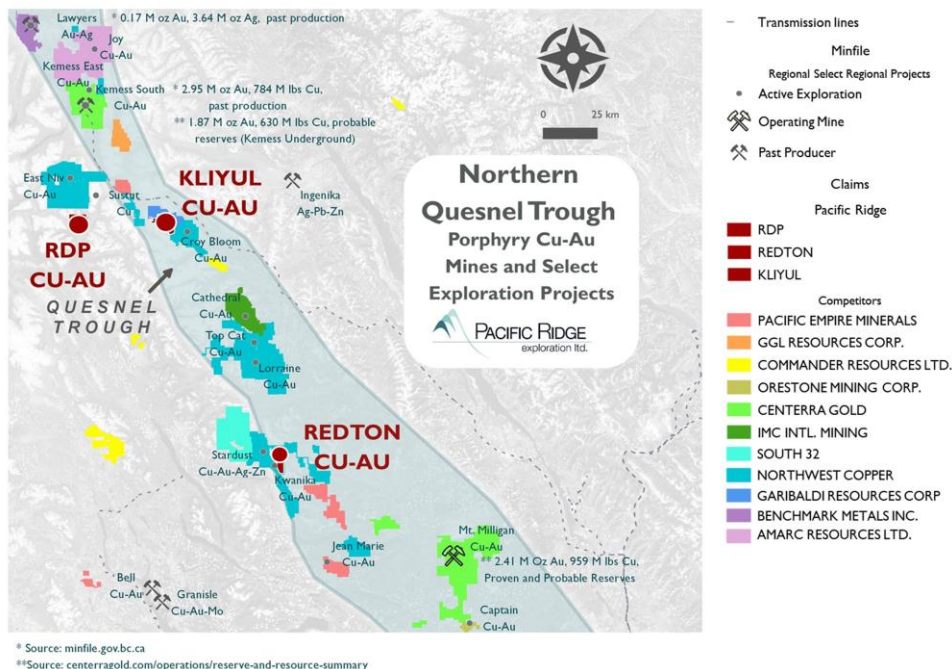 Lawyers
Au-Ag
* 0.17 M oz Au, 3.64 M oz Ag, past production
Joy
Cu-Au
Kemess East
Cu-Au
Kemess South
Cu-Au
* 2.95 M oz Au, 784 M lbs Cu,
past production
** 1.87 M oz Au, 630 M lbs Cu, probable
reserves (Kemess Underground)
0 25 km
East Niv
Cu-Au
Sustut
Cu
KLIYUL
CU-AU
Ingenika
Ag-Pb-Zn
RDP
CU-AU
Croy Bloom
Cu-Au
QUESNEL
TROUGH
Northern
Quesnel Trough
Porphyry Cu-Au
Mines and Select
Exploration Projects
PACIFIC RIDGE
exploration ltd.
Cathedral
Cu-Au
Top Cat
Cu-Au
Lorraine
Cu-Au
REDTON
CU-AU
Stardust
Cu-Au-Ag-Zn
Kwanika
Cu-Au
Jean Marie
Cu-Au
Mt. Milligan
Cu-Au
** 2.41 M Oz Au, 959 M lbs Cu,
Proven and Probable Reserves
Bell
Cu-Au
Granisle
Cu-Au-Mo
Captain
Cu-Au
* Source: minfile.gov.bc.ca
**Source: centerragold.com/operations/reserve-and-resource-summary
Transmission lines
Minfile
Regional Select Regional Projects
Active Exploration
Operating Mine
Past Producer
Claims
Pacific Ridge
RDP
REDTON
KLIYUL
Competitors
PACIFIC EMPIRE MINERALS
GGL RESOURCES CORP.
COMMANDER RESOURCES LTD.
ORESTONE MINING CORP.
CENTERRA GOLD
IMC INTL. MINING
SOUTH 32
NORTHWEST COPPER
GARIBALDI RESOURCES CORP
BENCHMARK METALS INC.
AMARC RESOURCES LTD.